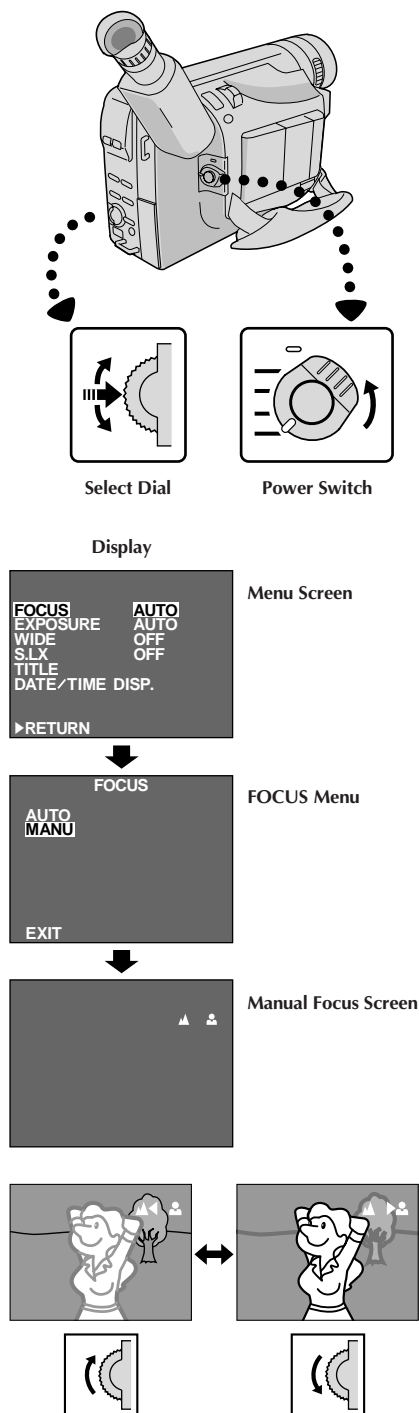 Select Dial
Power Switch
Display
FOCUS AUTO
EXPOSURE AUTO
WIDE OFF
S.LX OFF
TITLE
DATE/TIME DISP.
▶RETURN
Menu Screen
FOCUS
AUTO
MANU
EXIT
FOCUS Menu
Manual Focus Screen